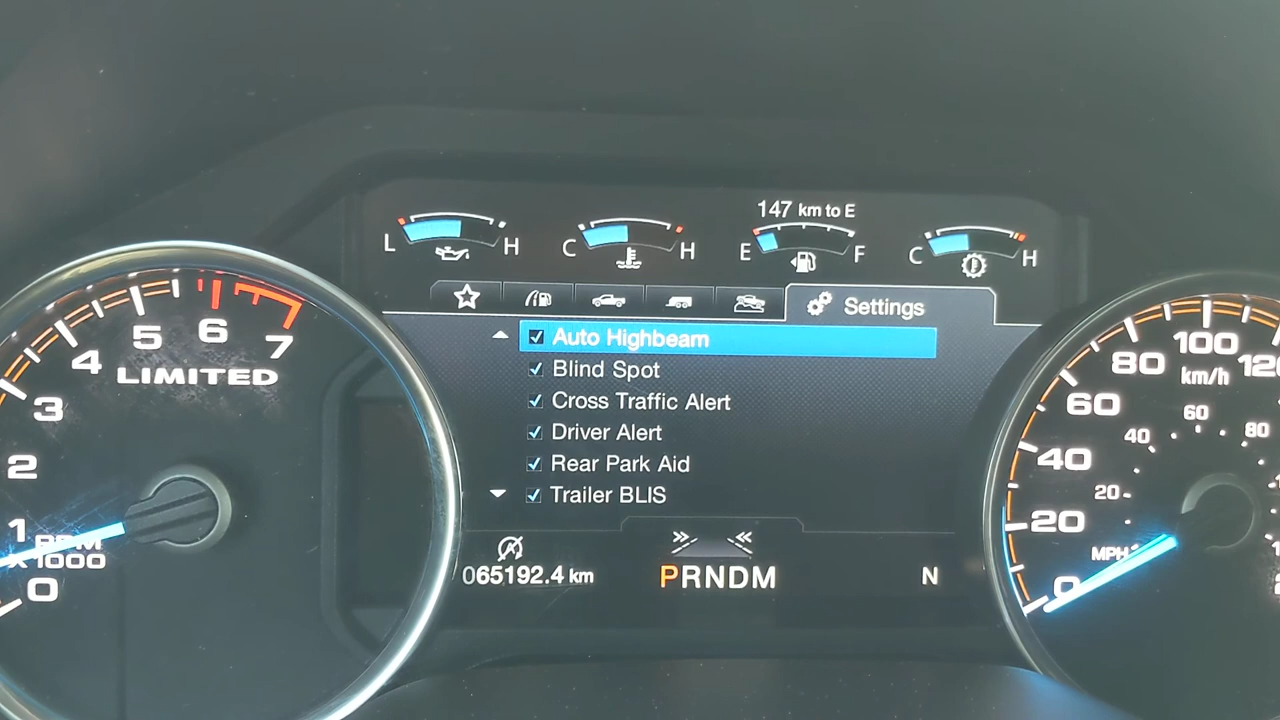 147 km to E
L H
C H
E F
C H
Settings
Auto Highbeam
Blind Spot
Cross Traffic Alert
Driver Alert
Rear Park Aid
Trailer BLIS
065192.4 km
PRNDM
N
0
1
2
3
4
5
6
7
LIMITED
RPM
X 1000
0
20
40
60
80
100
120
km/h
20
40
60
80
MPH